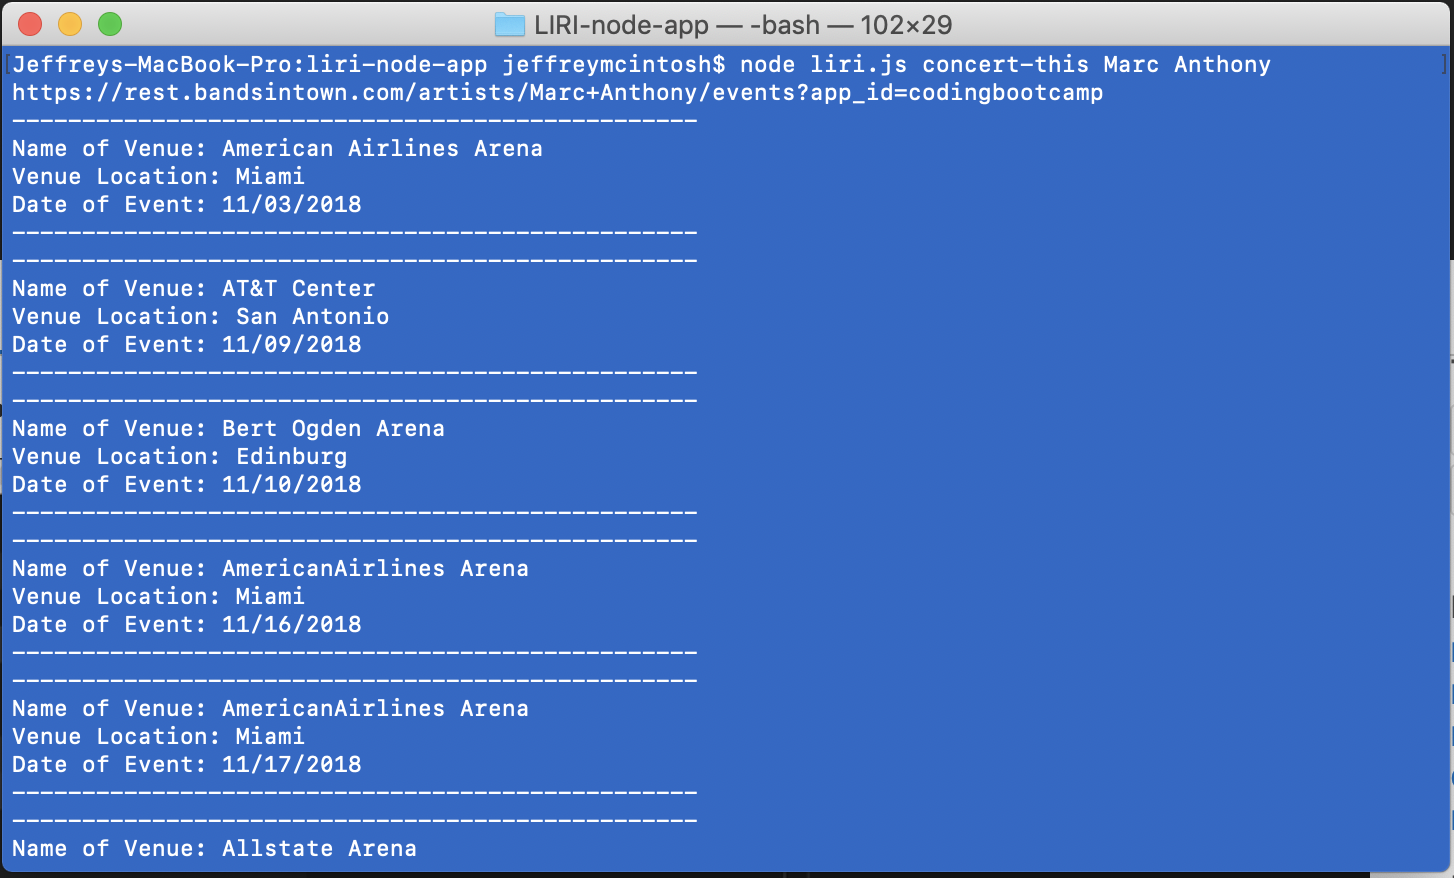 LIRI-node-app — -bash — 102×29
[Jeffreys-MacBook-Pro:liri-node-app jeffreymcintosh$ node liri.js concert-this Marc Anthony ]
https://rest.bandsintown.com/artists/Marc+Anthony/events?app_id=codingbootcamp
-------------------------------------------------
Name of Venue: American Airlines Arena
Venue Location: Miami
Date of Event: 11/03/2018
-------------------------------------------------
-------------------------------------------------
Name of Venue: AT&T Center
Venue Location: San Antonio
Date of Event: 11/09/2018
-------------------------------------------------
-------------------------------------------------
Name of Venue: Bert Ogden Arena
Venue Location: Edinburg
Date of Event: 11/10/2018
-------------------------------------------------
-------------------------------------------------
Name of Venue: AmericanAirlines Arena
Venue Location: Miami
Date of Event: 11/16/2018
-------------------------------------------------
-------------------------------------------------
Name of Venue: AmericanAirlines Arena
Venue Location: Miami
Date of Event: 11/17/2018
-------------------------------------------------
-------------------------------------------------
Name of Venue: Allstate Arena